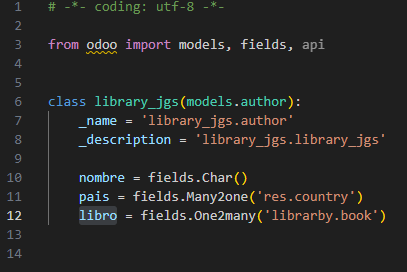 1 # -*- coding: utf-8 -*-
2
3 from odoo import models, fields, api
4
5
6 class library_jgs(models.author):
7 _name = 'library_jgs.author'
8 _description = 'library_jgs.library_jgs'
9
10 nombre = fields.Char()
11 pais = fields.Many2one('res.country')
12 libro = fields.One2many('librarby.book')
13
14